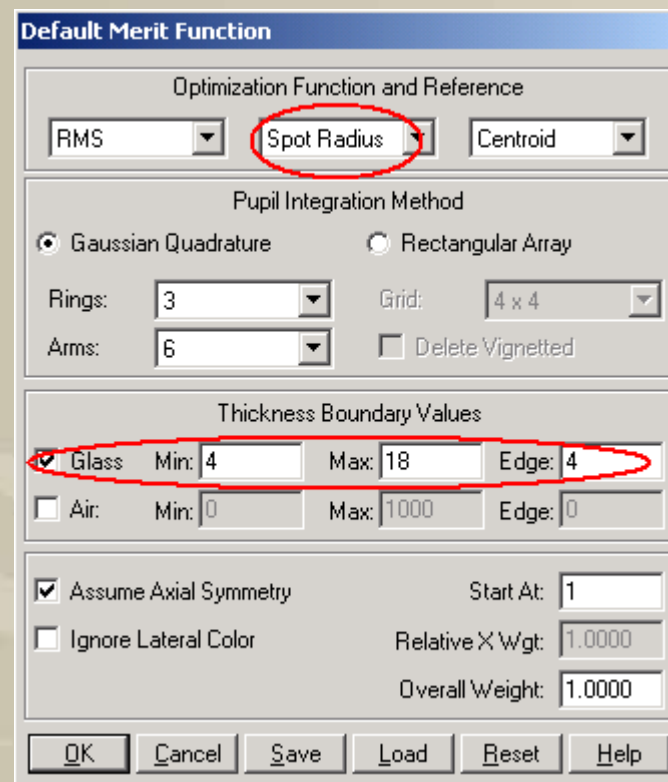 Default Merit Function
Optimization Function and Reference
RMS Spot Radius Centroid
Pupil Integration Method
Gaussian Quadrature Rectangular Array
Rings: 3 Grid: 4 x 4
Arms: 6 Delete Vignetted
Thickness Boundary Values
Glass Min: 4 Max: 18 Edge: 4
Air: Min: 0 Max: 1000 Edge: 0
Assume Axial Symmetry Start At: 1
Ignore Lateral Color Relative X Wgt: 1.0000
Overall Weight: 1.0000
OK Cancel Save Load Reset Help